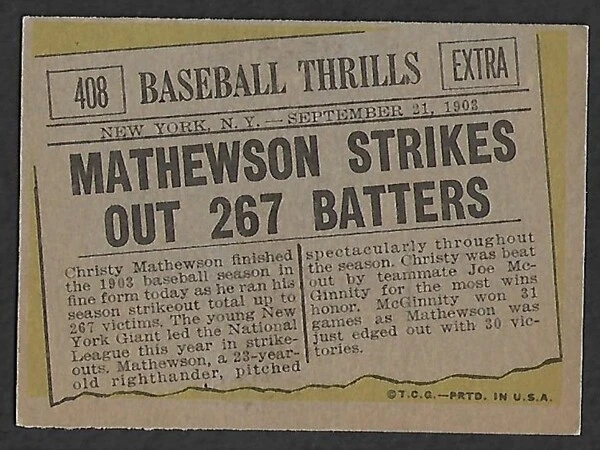 408 BASEBALL THRILLS EXTRA
NEW YORK, N. Y.—SEPTEMBER 21, 1903
MATHEWSON STRIKES
OUT 267 BATTERS
Christy Mathewson finished
the 1903 baseball season in
fine form today as he ran his
season strikeout total up to
267 victims. The young New
York Giant led the National
League this year in strike-
outs. Mathewson, a 23-year-
old righthander, pitched
spectacularly throughout
the season. Christy was beat
out by teammate Joe Mc-
Ginnity for the most wins
honor. McGinnity won 31
games as Mathewson was
just edged out with 30 vic-
tories.
©T.C.G.—PRTD. IN U.S.A.